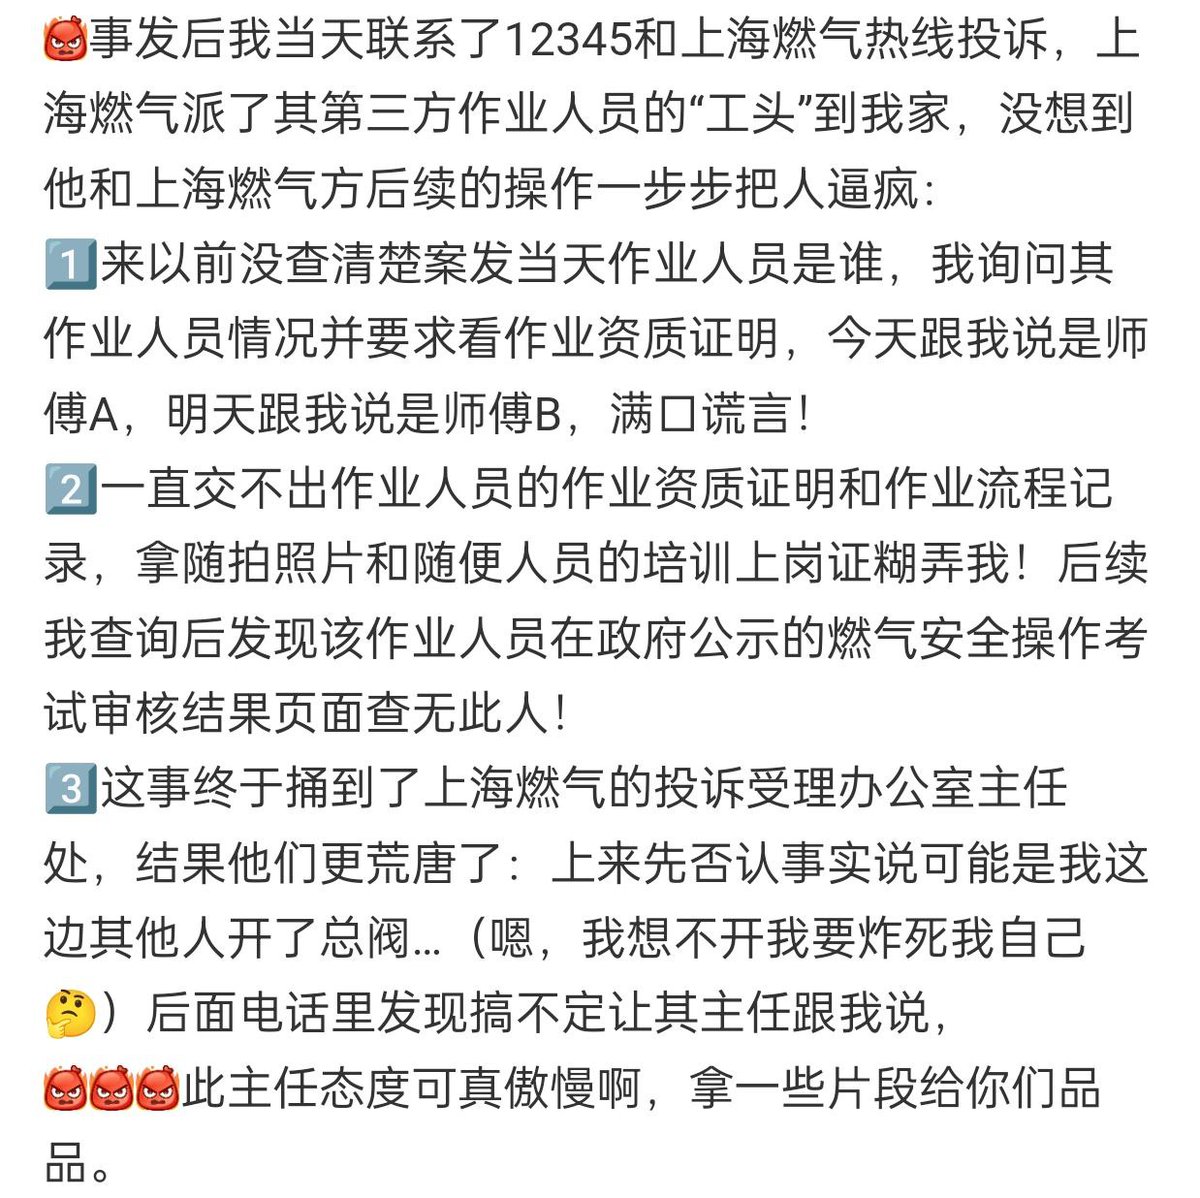 👹事发后我当天联系了12345和上海燃气热线投诉，上
海燃气派了其第三方作业人员的“工头”到我家，没想到
他和上海燃气方后续的操作一步步把人逼疯：
1️⃣来以前没查清楚案发当天作业人员是谁，我询问其
作业人员情况并要求看作业资质证明，今天跟我说是师
傅A，明天跟我说是师傅B，满口谎言！
2️⃣一直交不出作业人员的作业资质证明和作业流程记
录，拿随拍照片和随便人员的培训上岗证糊弄我！后续
我查询后发现该作业人员在政府公示的燃气安全操作考
试审核结果页面查无此人！
3️⃣这事终于捅到了上海燃气的投诉受理办公室主任
处，结果他们更荒唐了：上来先否认事实说可能是我这
边其他人开了总阀…（嗯，我想不开我要炸死我自己
🤔）后面电话里发现搞不定让其主任跟我说，
👹👹👹此主任态度可真傲慢啊，拿一些片段给你们品
品。